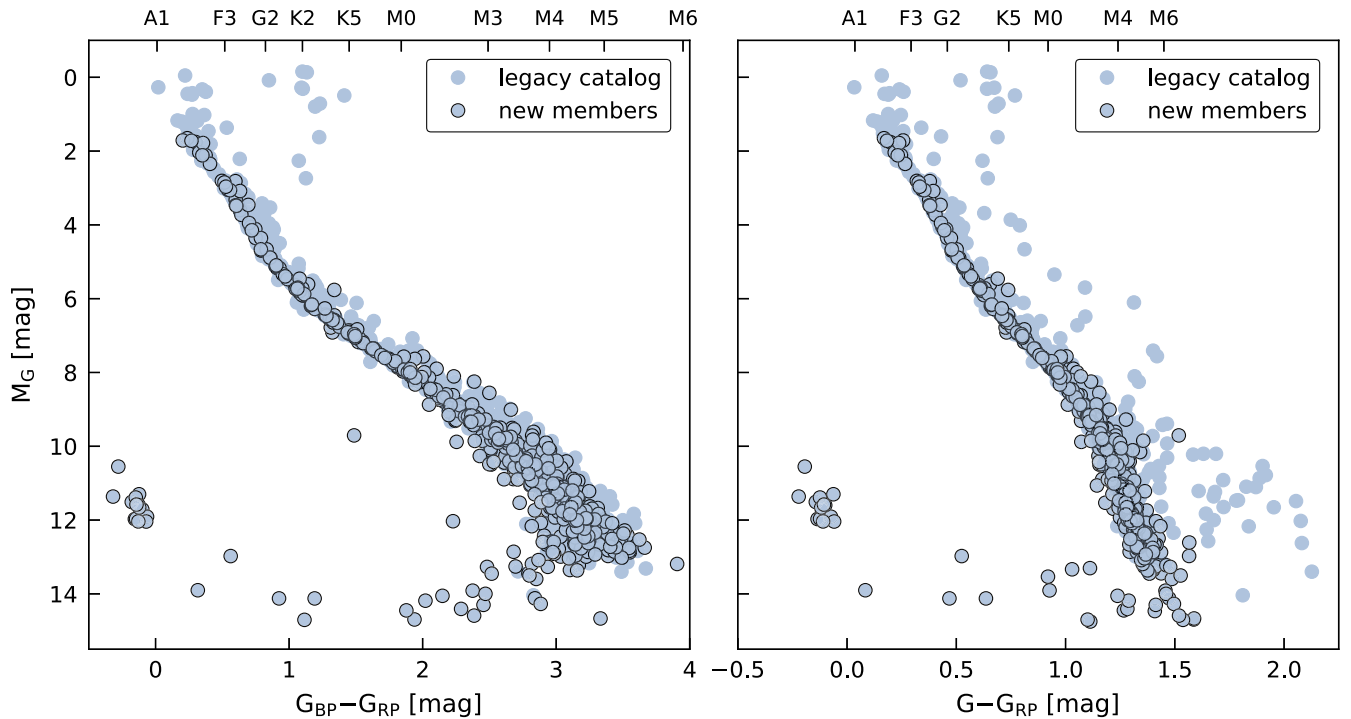 A1 F3 G2 K2 K5 M0 M3 M4 M5 M6
A1 F3 G2 K5 M0 M4 M6
legacy catalog
new members
legacy catalog
new members
M_G [mag]
0
2
4
6
8
10
12
14
0 1 2 3 4
−0.5 0.0 0.5 1.0 1.5 2.0
G_BP−G_RP [mag]
G−G_RP [mag]